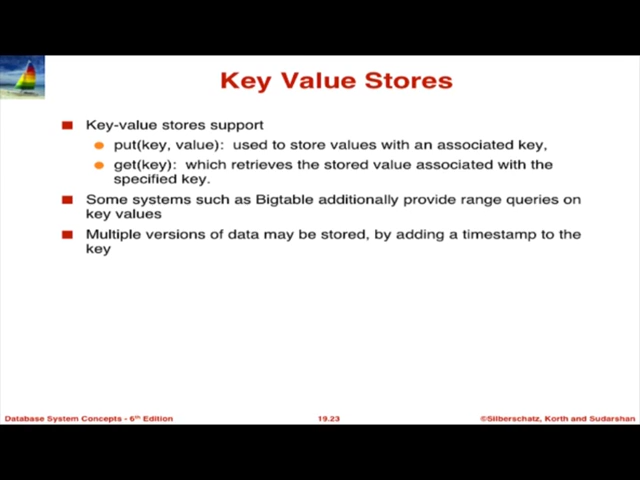 Key Value Stores
Key-value stores support
put(key, value): used to store values with an associated key,
get(key): which retrieves the stored value associated with the
specified key.
Some systems such as Bigtable additionally provide range queries on
key values
Multiple versions of data may be stored, by adding a timestamp to the
key
Database System Concepts - 6th Edition
19.23
©Silberschatz, Korth and Sudarshan